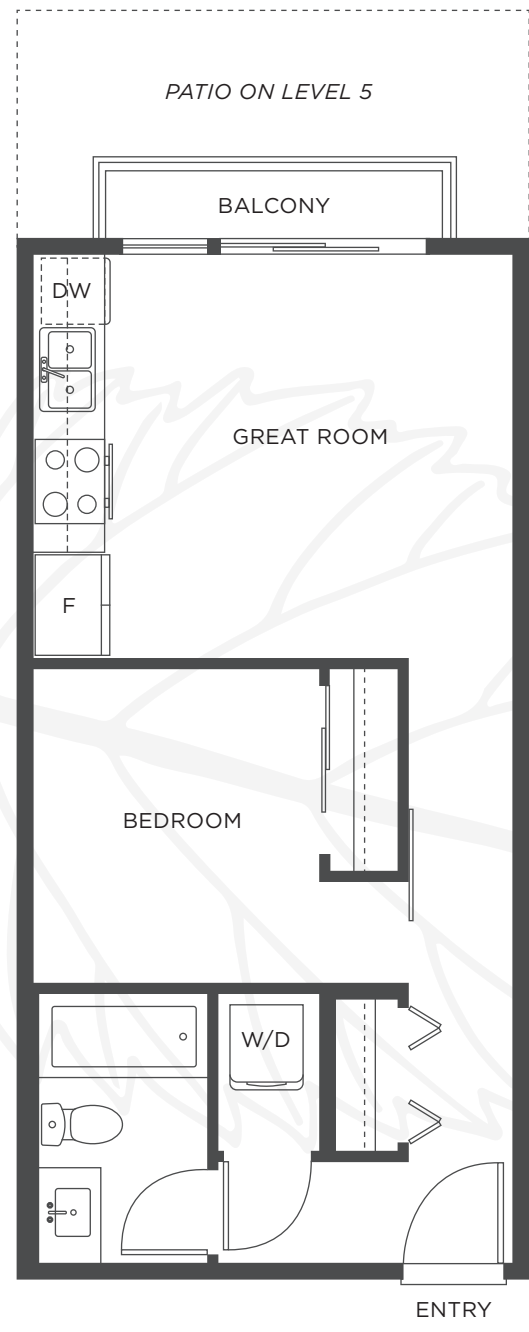 PATIO ON LEVEL 5
BALCONY
DW
GREAT ROOM
F
BEDROOM
W/D
ENTRY